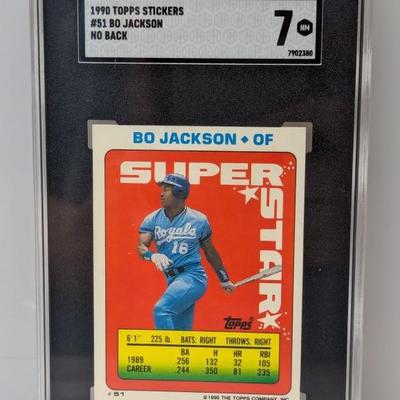 1990 TOPPS STICKERS
#51 BO JACKSON
NO BACK
7 NM
7902380
BO JACKSON ◆ OF
SUPER
STAR
Royals
16
Topps
6'1" 225 lb. BATS: RIGHT THROWS: RIGHT
BA H HR RBI
1989 .256 132 32 105
CAREER .244 350 81 235
# 51
©1990 THE TOPPS COMPANY, INC.